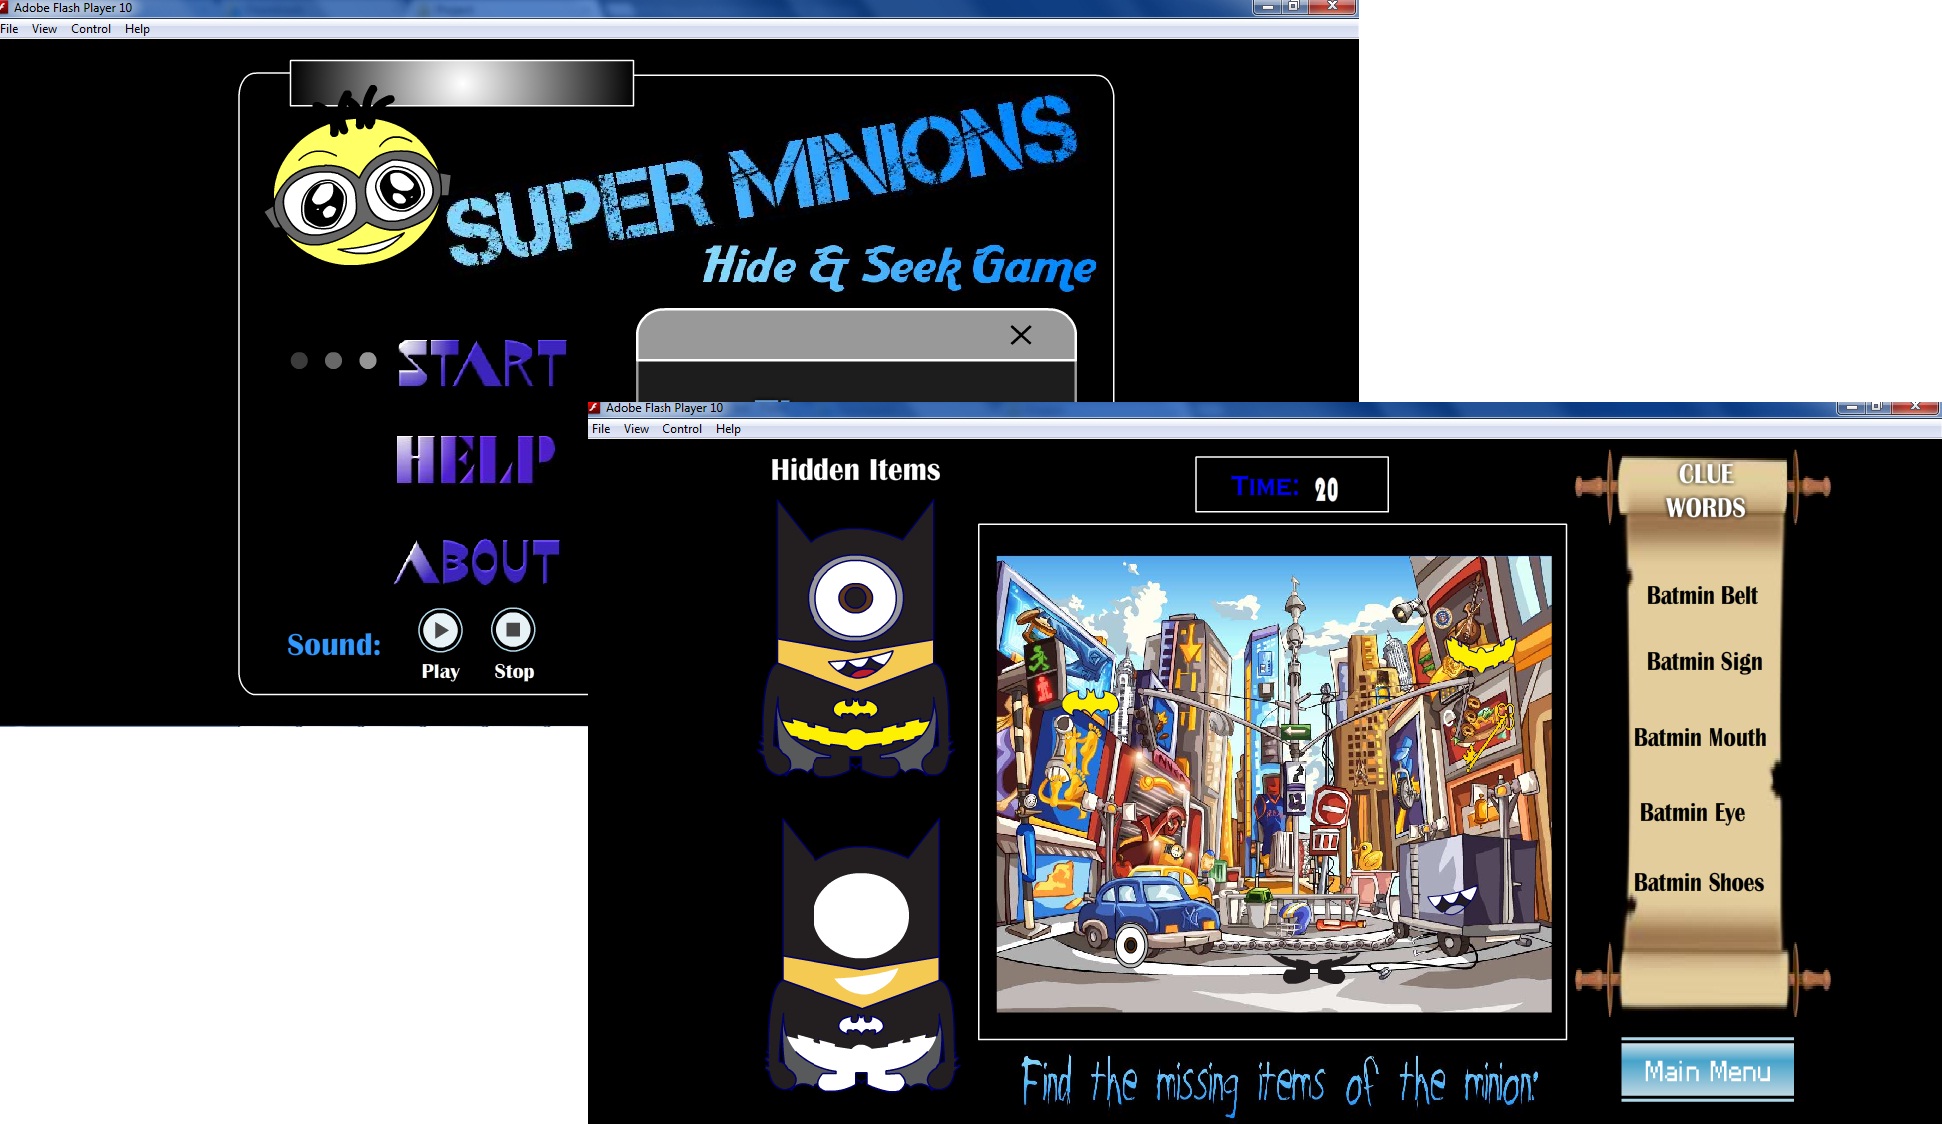 Adobe Flash Player 10
File View Control Help
SUPER MINIONS
Hide & Seek Game
START
HELP
ABOUT
Sound:
Play Stop
Adobe Flash Player 10
File View Control Help
Hidden Items
TIME: 20
CLUE
WORDS
Batmin Belt
Batmin Sign
Batmin Mouth
Batmin Eye
Batmin Shoes
Find the missing items of the minion:
Main Menu